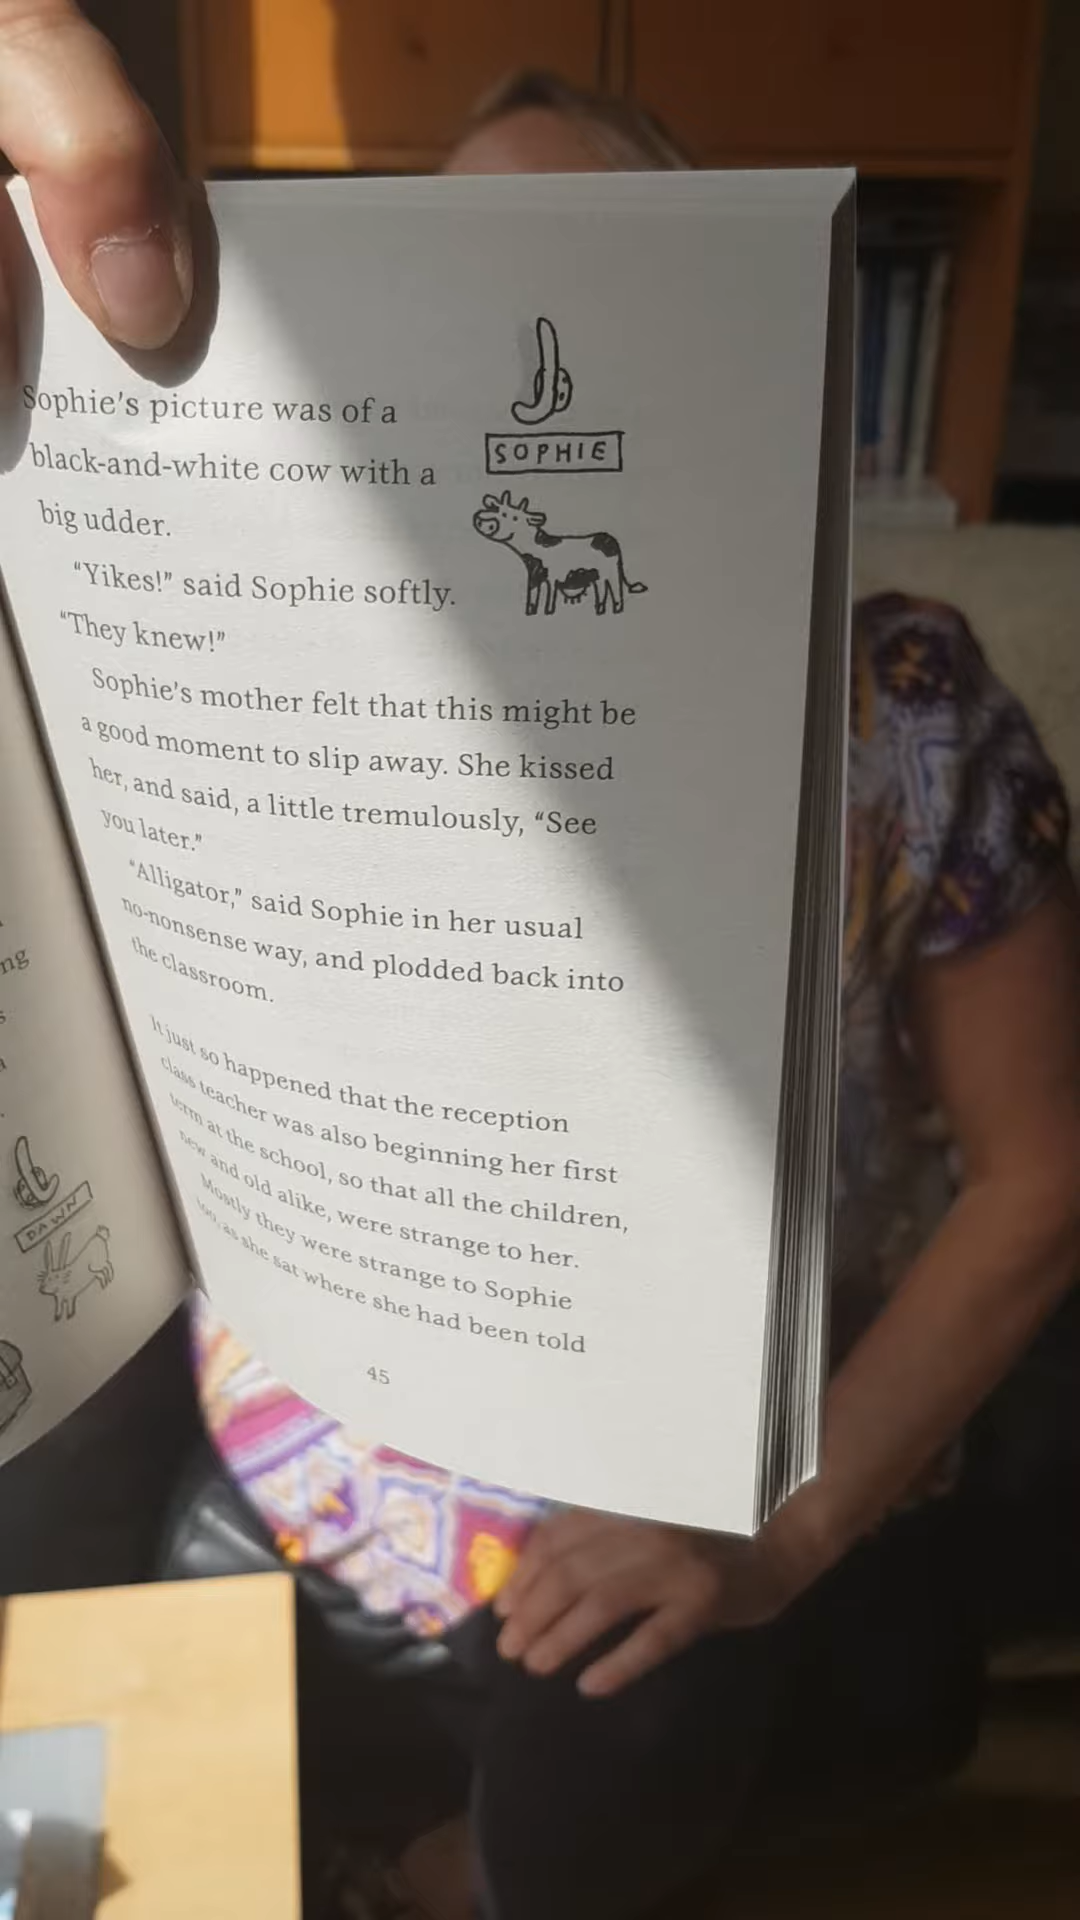 ng
DAWN
Sophie's picture was of a
black-and-white cow with a
big udder.
SOPHIE
"Yikes!" said Sophie softly.
"They knew!"
Sophie's mother felt that this might be
a good moment to slip away. She kissed
her, and said, a little tremulously, "See
you later."
"Alligator," said Sophie in her usual
no-nonsense way, and plodded back into
the classroom.
It just so happened that the reception
class teacher was also beginning her first
term at the school, so that all the children,
new and old alike, were strange to her.
Mostly they were strange to Sophie
too, as she sat where she had been told
45